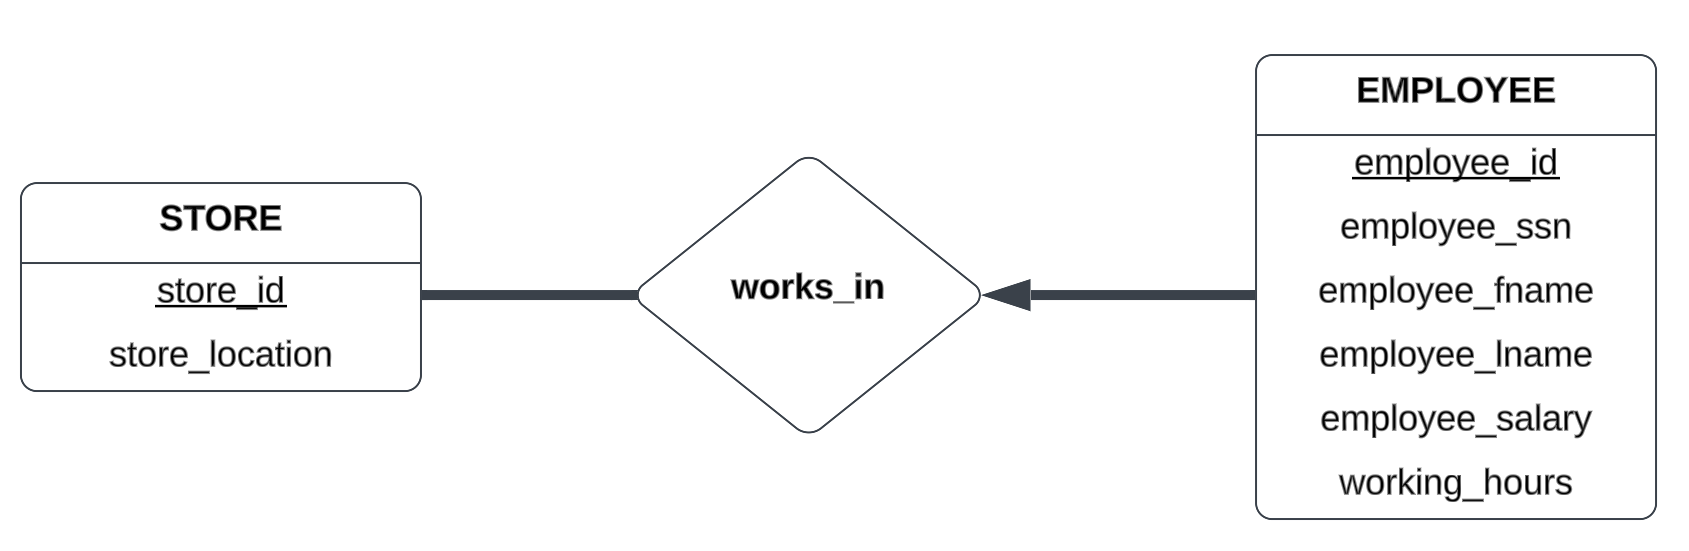 STORE
store_id
store_location
works_in
EMPLOYEE
employee_id
employee_ssn
employee_fname
employee_lname
employee_salary
working_hours